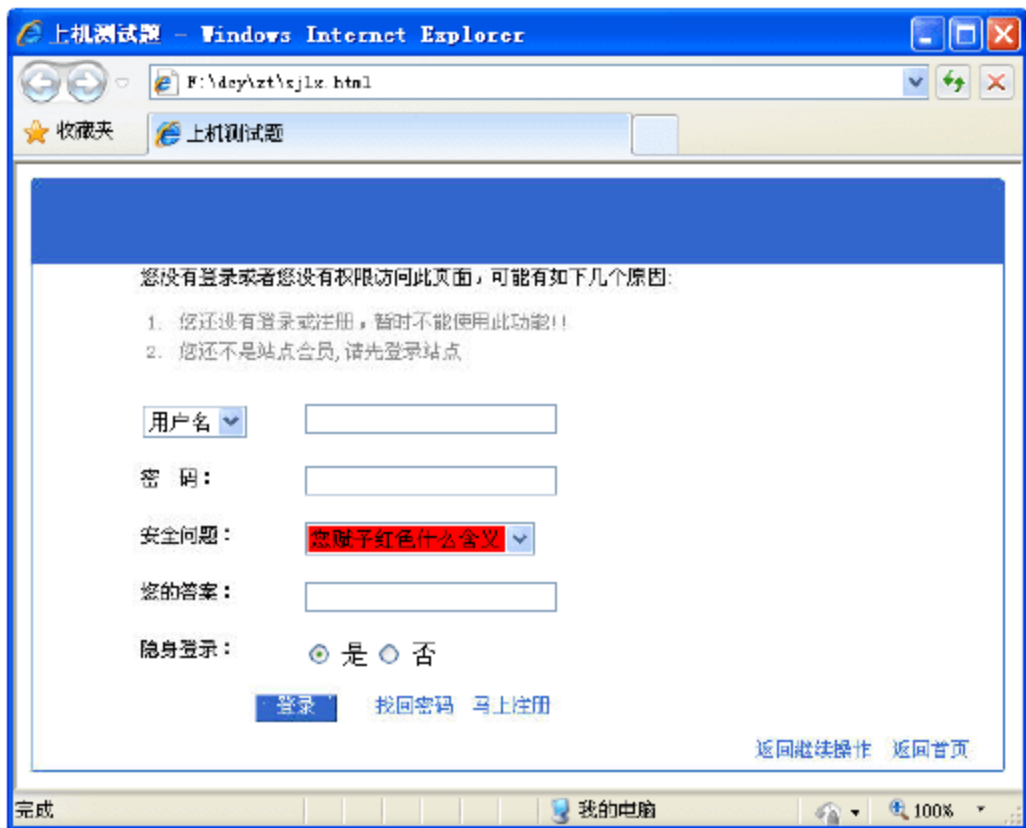 上机测试题 - Windows Internet Explorer
F:\dcy\zt\sjlx.html
收藏夹
上机测试题
您没有登录或者您没有权限访问此页面，可能有如下几个原因:
1. 您还没有登录或注册，暂时不能使用此功能!!
2. 您还不是站点会员,请先登录站点
用户名
密 码：
安全问题：
您赋予红色什么含义
您的答案：
隐身登录：
是 否
登录 找回密码 马上注册
返回继续操作 返回首页
完成 我的电脑 100%